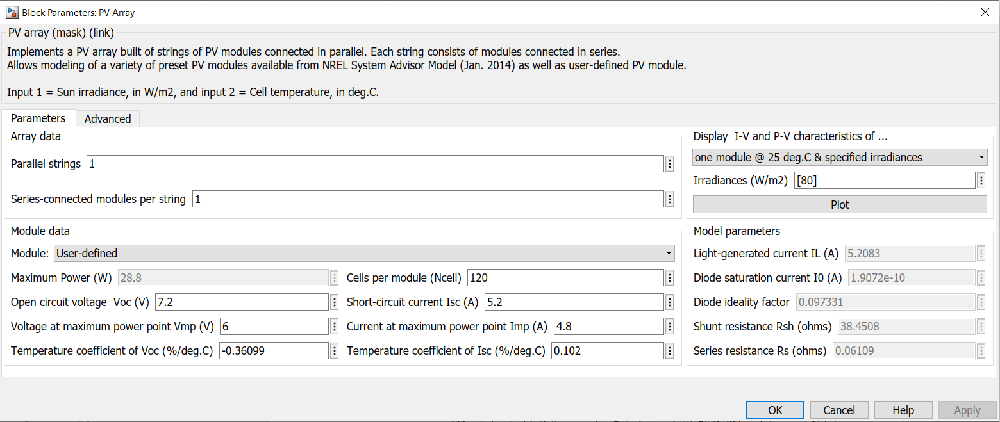 Block Parameters: PV Array
PV array (mask) (link)
Implements a PV array built of strings of PV modules connected in parallel. Each string consists of modules connected in series.
Allows modeling of a variety of preset PV modules available from NREL System Advisor Model (Jan. 2014) as well as user-defined PV module.
Input 1 = Sun irradiance, in W/m2, and input 2 = Cell temperature, in deg.C.
Parameters Advanced
Array data
Parallel strings 1
Series-connected modules per string 1
Display I-V and P-V characteristics of ...
one module @ 25 deg.C & specified irradiances
Irradiances (W/m2) [80]
Plot
Module data
Module: User-defined
Maximum Power (W) 28.8 Cells per module (Ncell) 120
Open circuit voltage Voc (V) 7.2 Short-circuit current Isc (A) 5.2
Voltage at maximum power point Vmp (V) 6 Current at maximum power point Imp (A) 4.8
Temperature coefficient of Voc (%/deg.C) -0.36099 Temperature coefficient of Isc (%/deg.C) 0.102
Model parameters
Light-generated current IL (A) 5.2083
Diode saturation current I0 (A) 1.9072e-10
Diode ideality factor 0.097331
Shunt resistance Rsh (ohms) 38.4508
Series resistance Rs (ohms) 0.06109
OK Cancel Help Apply